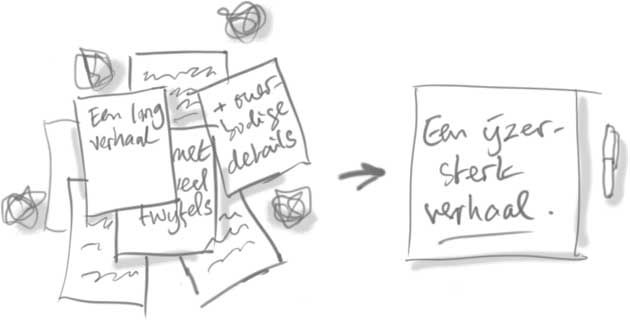 Een lang
verhaal
met
veel
twijfels
+ over-
bodige
details
Een ijzer-
sterk
verhaal.